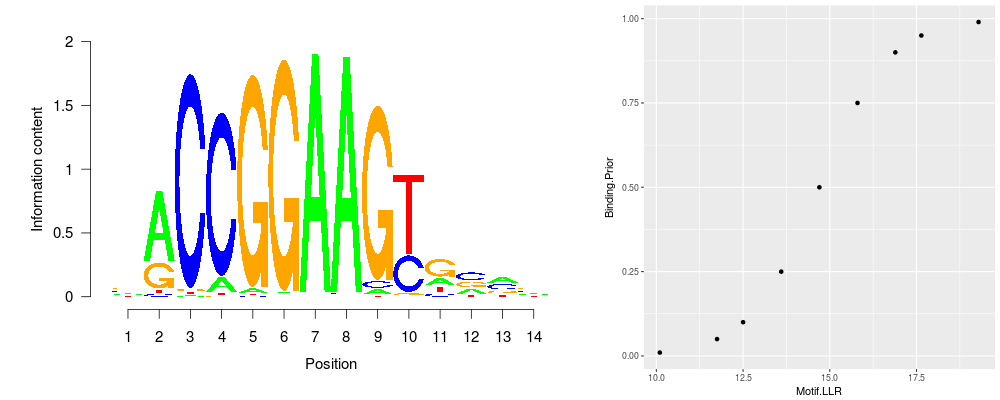 Information content
2
1.5
1
0.5
0
A C C G G A A G T
G A C G A G
1 2 3 4 5 6 7 8 9 10 11 12 13 14
Position
Binding.Prior
1.00
0.75
0.50
0.25
0.00
10.0 12.5 15.0 17.5
Motif.LLR